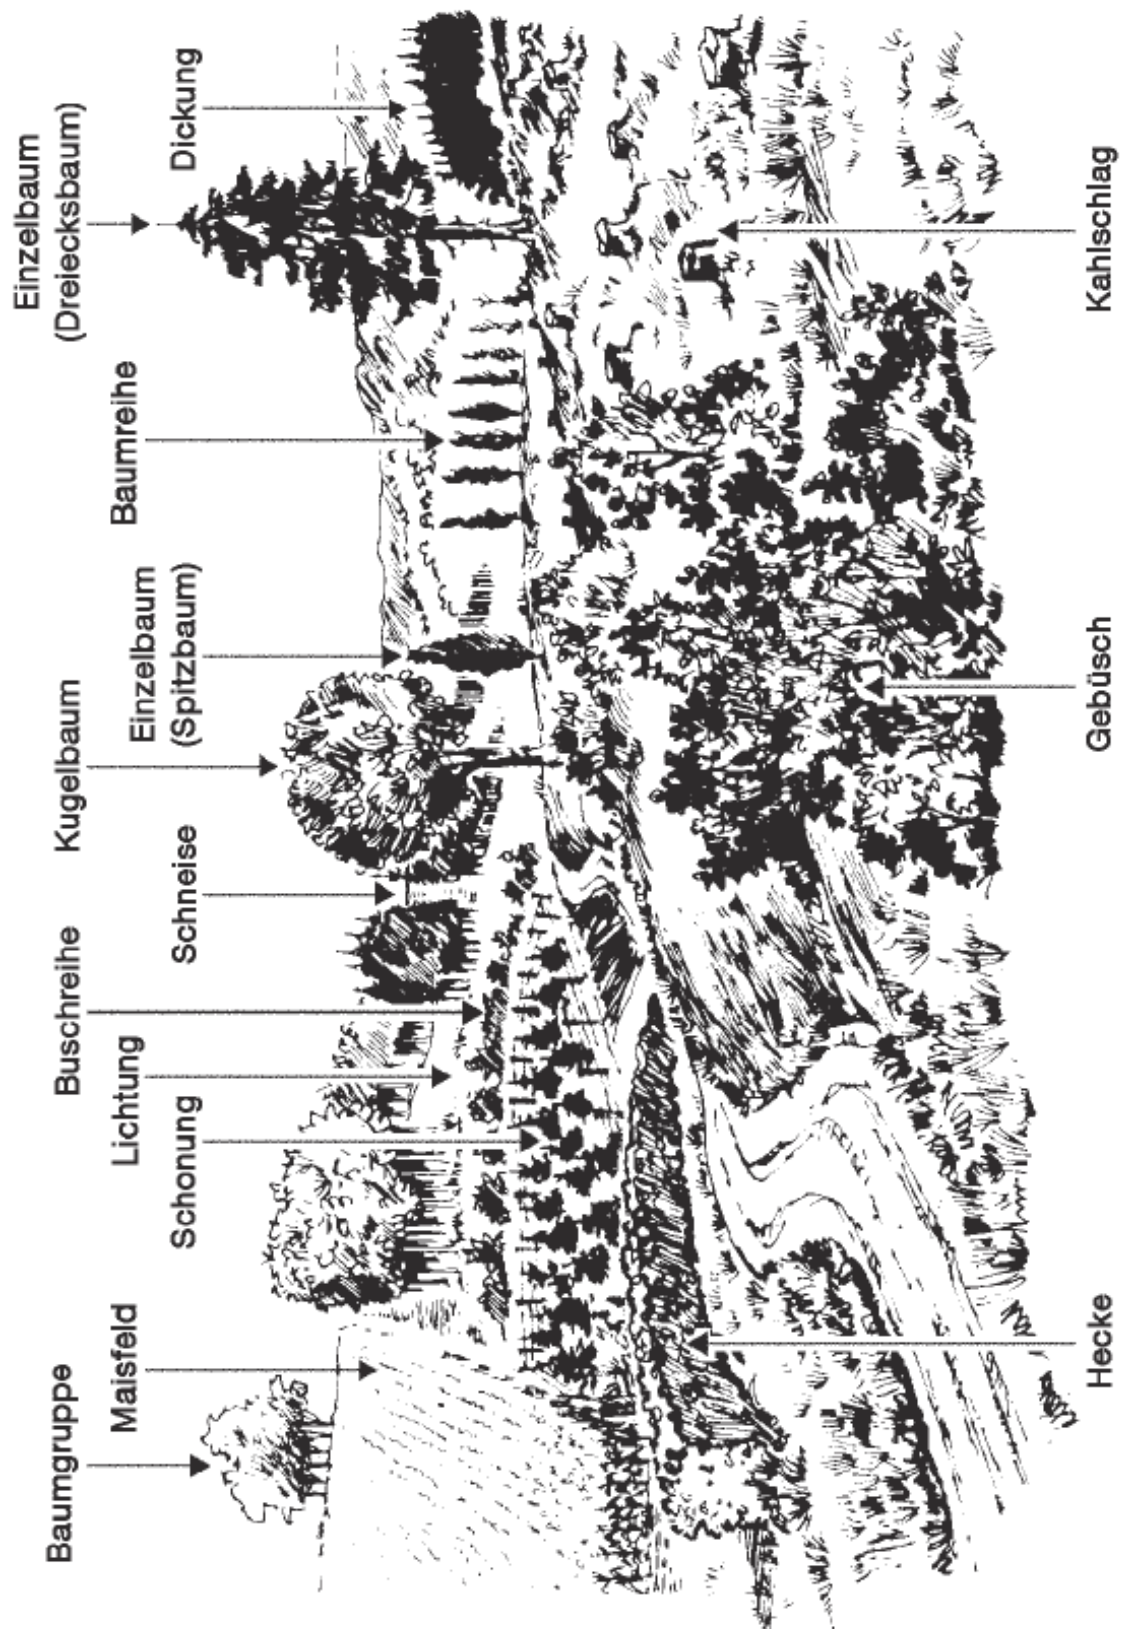 Baumgruppe
Maisfeld
Schonung
Lichtung
Buschreihe
Schneise
Kugelbaum
Einzelbaum
(Spitzbaum)
Baumreihe
Einzelbaum
(Dreiecksbaum)
Dickung
Hecke
Gebüsch
Kahlschlag